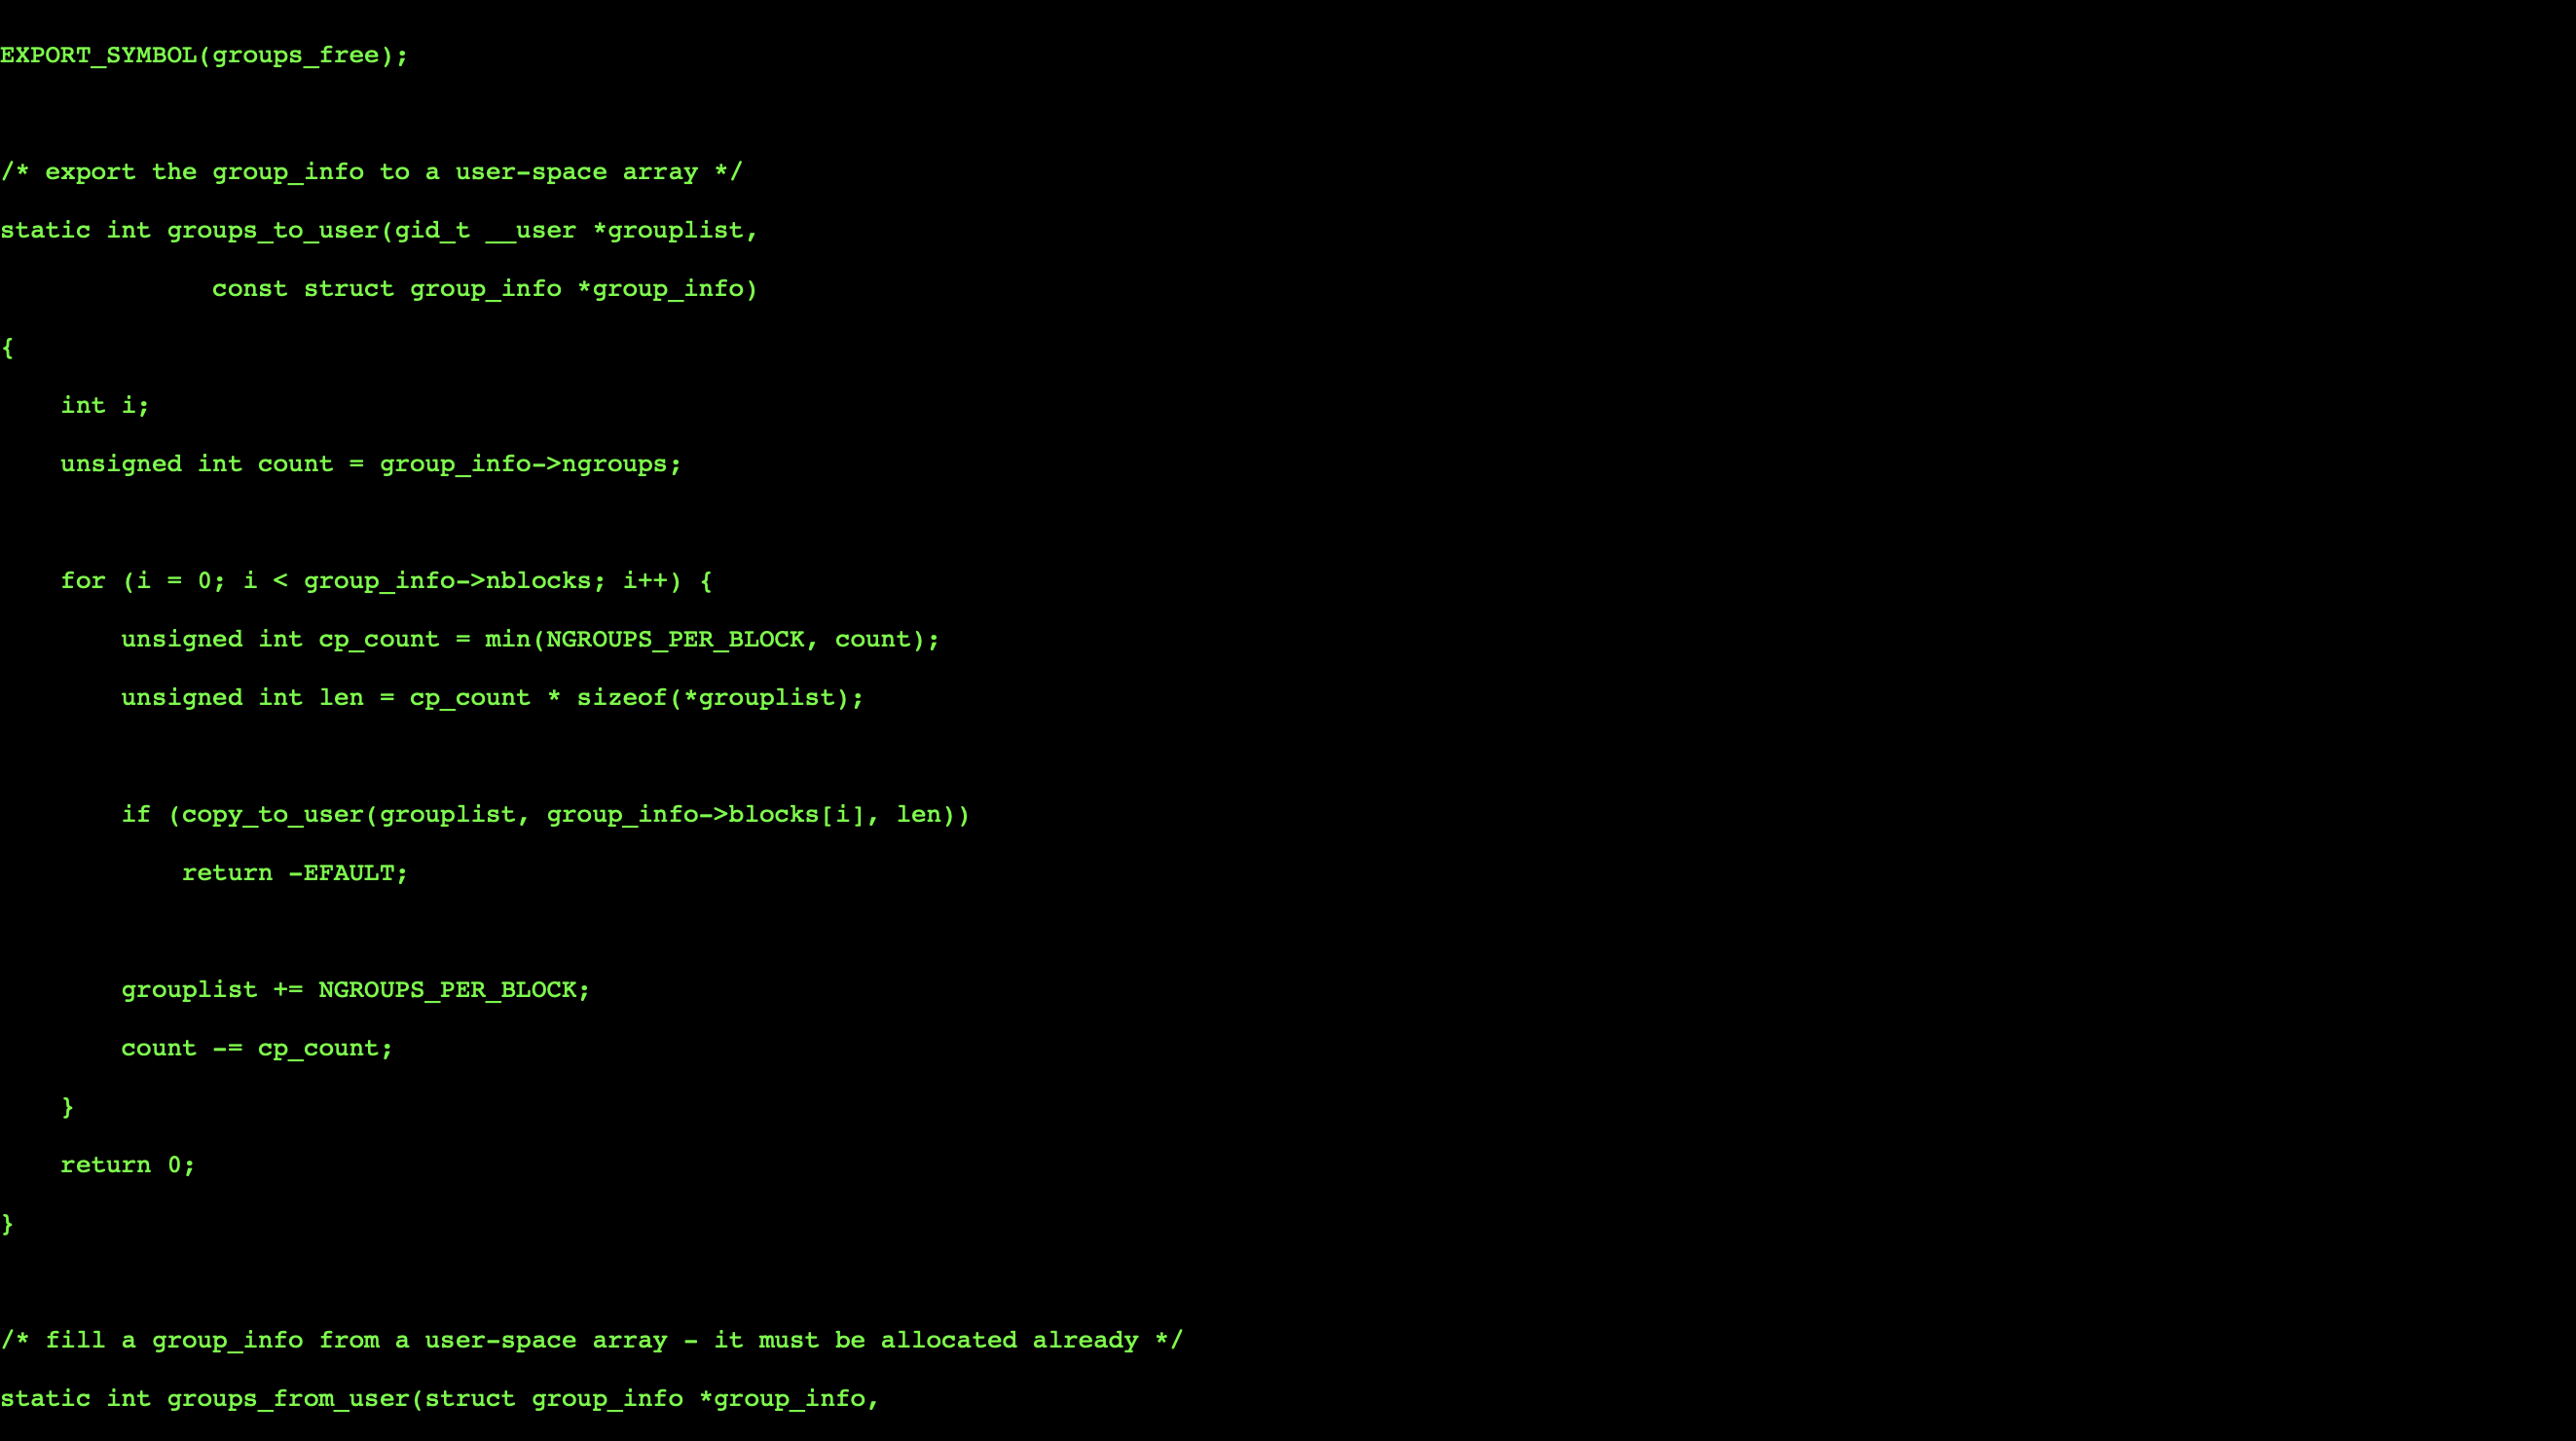 EXPORT_SYMBOL(groups_free);
/* export the group_info to a user-space array */
static int groups_to_user(gid_t __user *grouplist,
              const struct group_info *group_info)
{
    int i;
    unsigned int count = group_info->ngroups;
    for (i = 0; i < group_info->nblocks; i++) {
        unsigned int cp_count = min(NGROUPS_PER_BLOCK, count);
        unsigned int len = cp_count * sizeof(*grouplist);
        if (copy_to_user(grouplist, group_info->blocks[i], len))
            return -EFAULT;
        grouplist += NGROUPS_PER_BLOCK;
        count -= cp_count;
    }
    return 0;
}
/* fill a group_info from a user-space array - it must be allocated already */
static int groups_from_user(struct group_info *group_info,